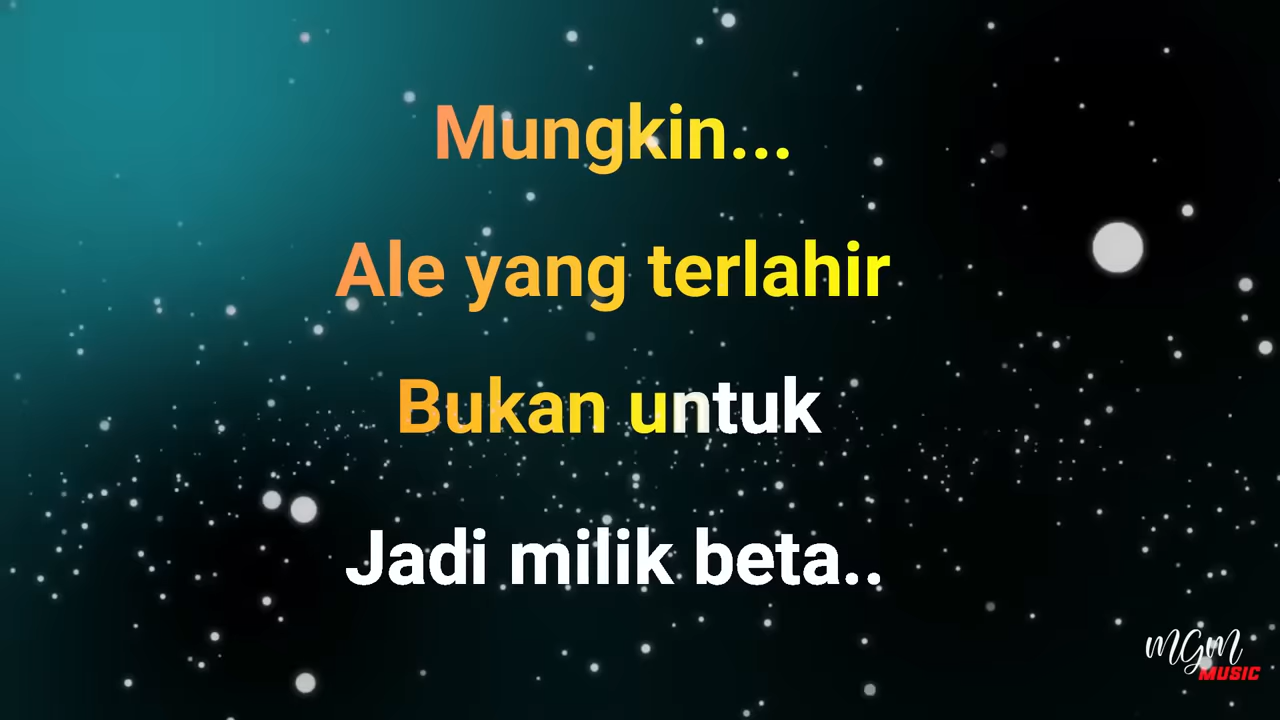 Mungkin...
Ale yang terlahir
Bukan untuk
Jadi milik beta..
MGM
MUSIC